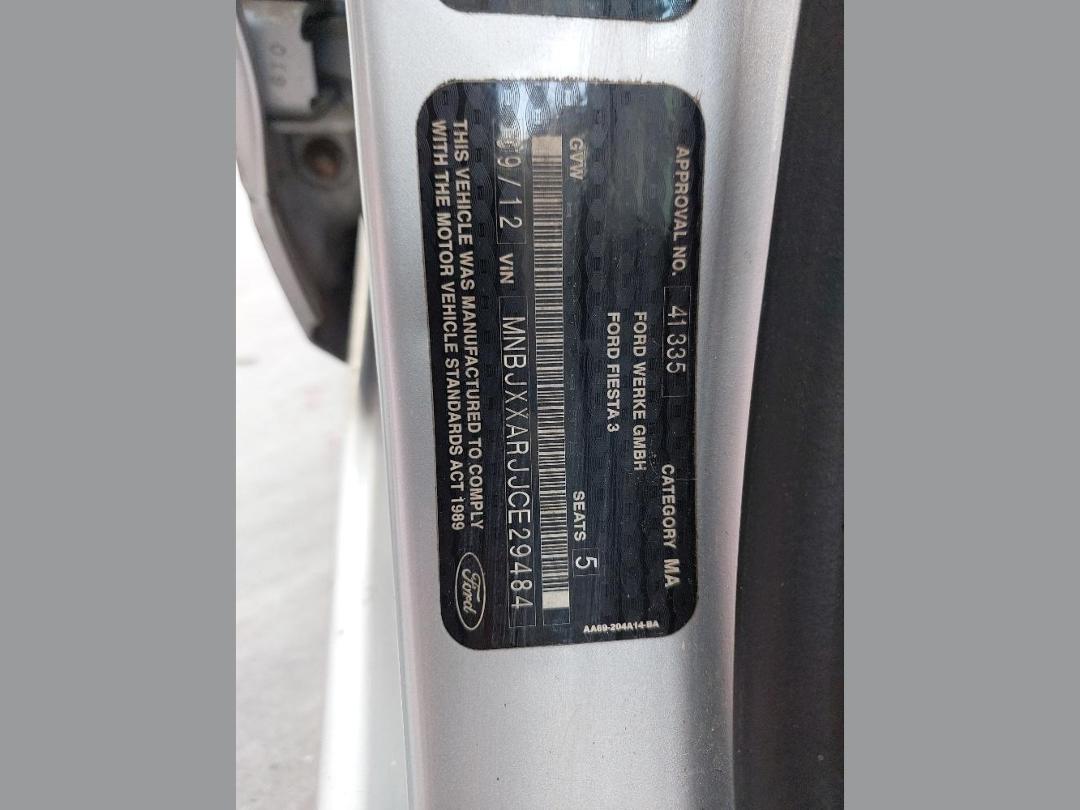 APPROVAL NO. 41335 CATEGORY MA
FORD WERKE GMBH
FORD FIESTA 3
GVW SEATS 5
09/12 VIN MNBJXXARJJCE29484
THIS VEHICLE WAS MANUFACTURED TO COMPLY
WITH THE MOTOR VEHICLE STANDARDS ACT 1989
Ford
AA69-204A14-BA